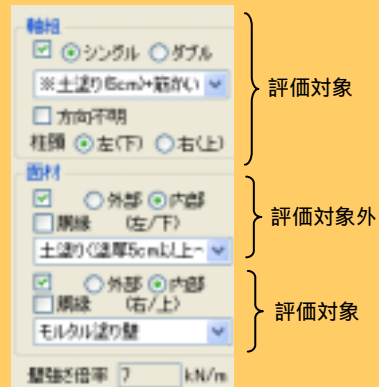 軸組
シングル ダブル
※土塗り(5cm)+筋かい
評価対象
方向不明
柱頭 左(下) 右(上)
面材
外部 内部
胴縁 (左/下)
評価対象外
土塗り(塗厚5cm以上~
外部 内部
胴縁 (右/上)
評価対象
モルタル塗り壁
壁強さ倍率 7 kN/m